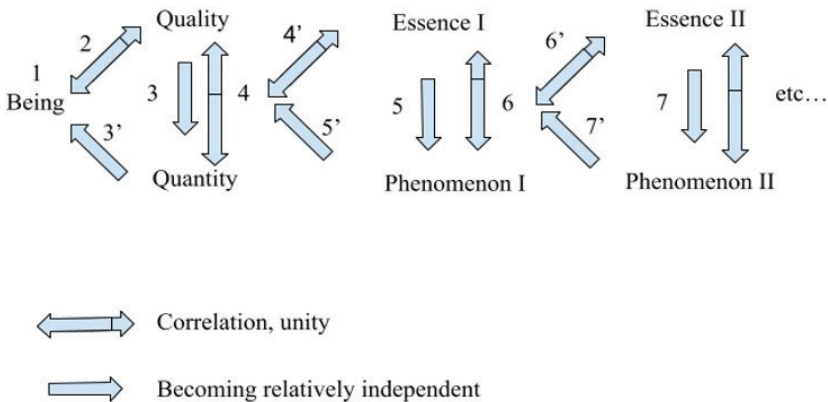 Quality
Essence I
Essence II
2
4’
6’
1
Being
3
4
5
6
7
etc…
3’
5’
7’
Quantity
Phenomenon I
Phenomenon II
Correlation, unity
Becoming relatively independent